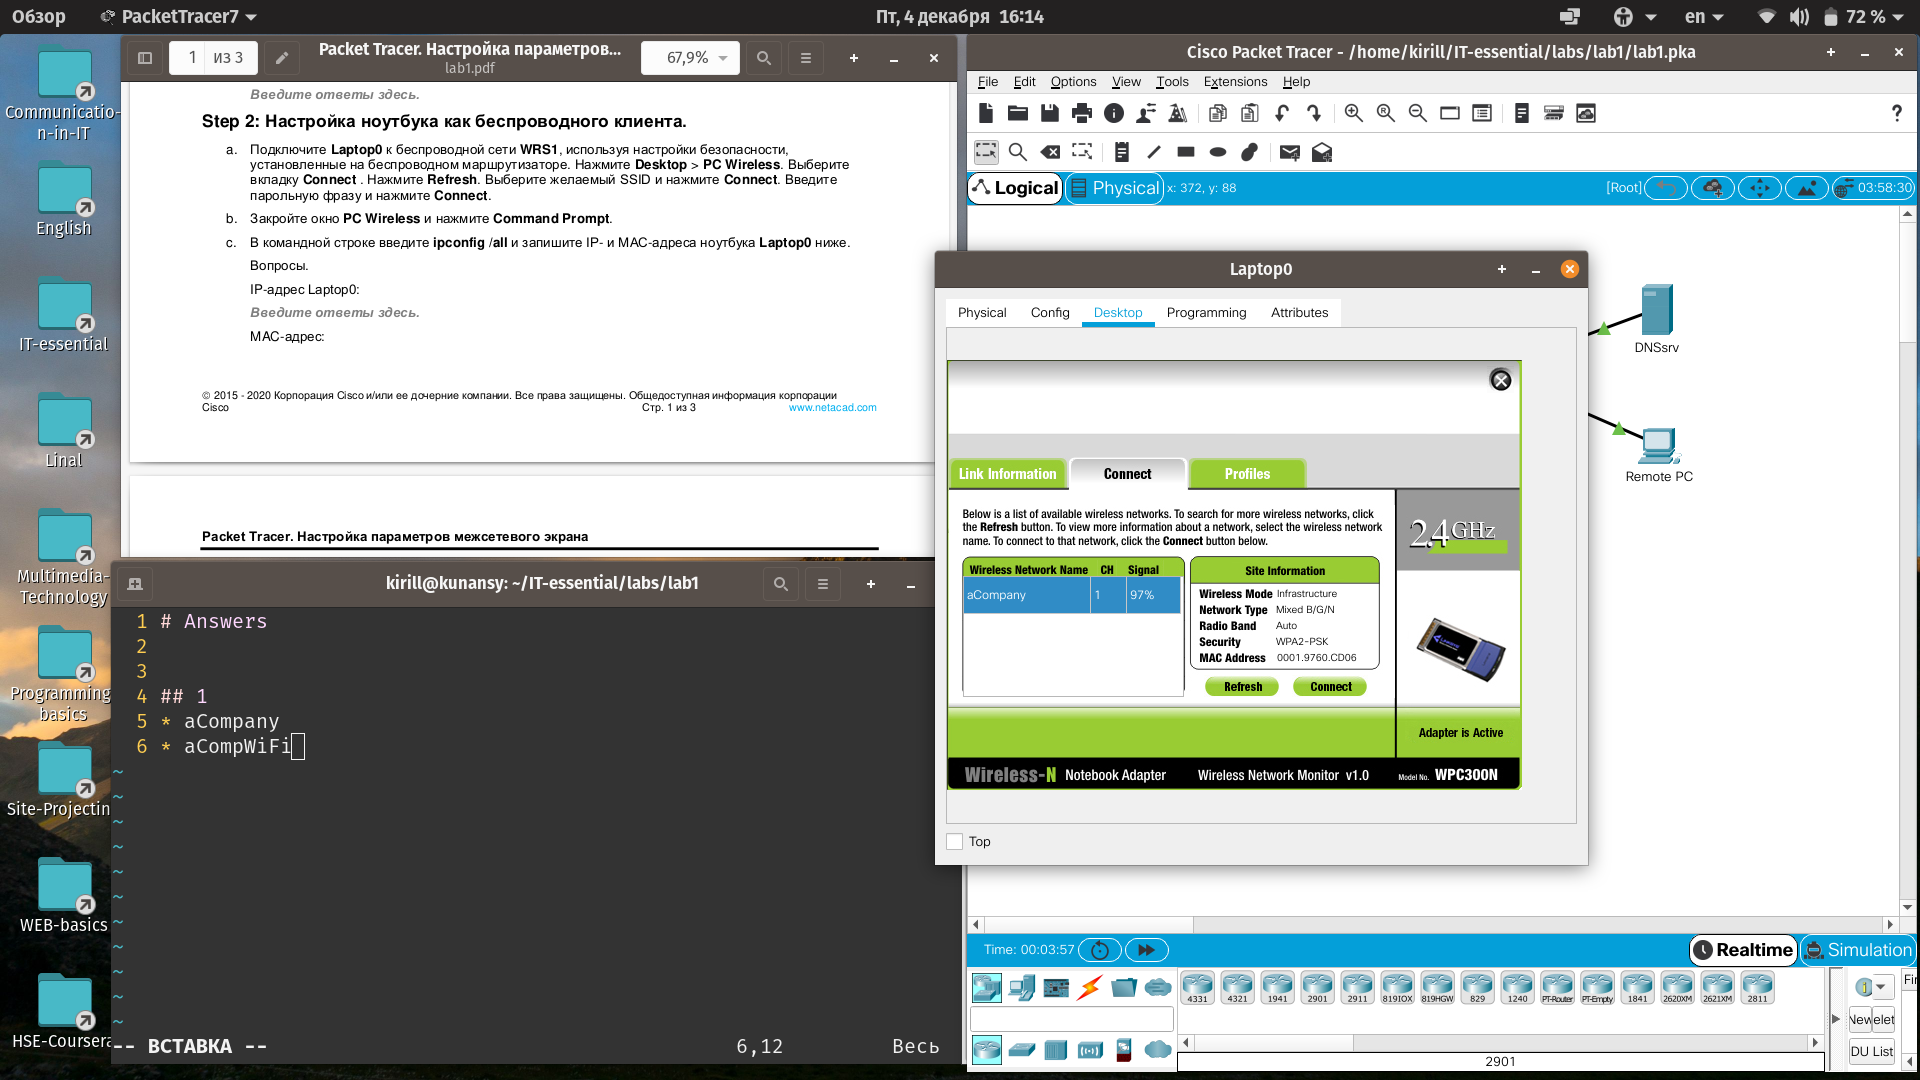 Обзор
PacketTracer7
Пт, 4 декабря 16:14
en
72 %
Communicatio-
n-in-IT
English
IT-essential
Linal
Multimedia-
Technology
Programming-
basics
Site-Projectin
WEB-basics
HSE-Coursera
1 из 3
Packet Tracer. Настройка параметров...
lab1.pdf
67,9%
Введите ответы здесь.
Step 2: Настройка ноутбука как беспроводного клиента.
a. Подключите Laptop0 к беспроводной сети WRS1, используя настройки безопасности,
установленные на беспроводном маршрутизаторе. Нажмите Desktop > PC Wireless. Выберите
вкладку Connect . Нажмите Refresh. Выберите желаемый SSID и нажмите Connect. Введите
парольную фразу и нажмите Connect.
b. Закройте окно PC Wireless и нажмите Command Prompt.
c. В командной строке введите ipconfig /all и запишите IP- и MAC-адреса ноутбука Laptop0 ниже.
Вопросы.
IP-адрес Laptop0:
Введите ответы здесь.
MAC-адрес:
© 2015 - 2020 Корпорация Cisco и/или ее дочерние компании. Все права защищены. Общедоступная информация корпорации
Cisco Стр. 1 из 3 www.netacad.com
Packet Tracer. Настройка параметров межсетевого экрана
kirill@kunansy: ~/IT-essential/labs/lab1
1 # Answers
2
3
4 ## 1
5 * aCompany
6 * aCompWiFi
~
~
~
~
~
~
~
~
~
~
~
-- ВСТАВКА -- 6,12 Весь
Cisco Packet Tracer - /home/kirill/IT-essential/labs/lab1/lab1.pka
File Edit Options View Tools Extensions Help
Logical Physical x: 372, y: 88 [Root] 03:58:30
DNSsrv
Remote PC
Laptop0
Physical Config Desktop Programming Attributes
Link Information Connect Profiles
Below is a list of available wireless networks. To search for more wireless networks, click
the Refresh button. To view more information about a network, select the wireless network
name. To connect to that network, click the Connect button below.
2,4GHz
Wireless Network Name CH Signal
aCompany 1 97%
Site Information
Wireless Mode Infrastructure
Network Type Mixed B/G/N
Radio Band Auto
Security WPA2-PSK
MAC Address 0001.9760.CD06
Refresh Connect
Adapter is Active
Wireless-N Notebook Adapter Wireless Network Monitor v1.0 Model No. WPC300N
Top
Time: 00:03:57
Realtime Simulation
4331 4321 1941 2901 2911 819IOX 819HGW 829 1240 PT-Router PT-Empty 1841 2620XM 2621XM 2811
2901
Fir
New
elet
DU List